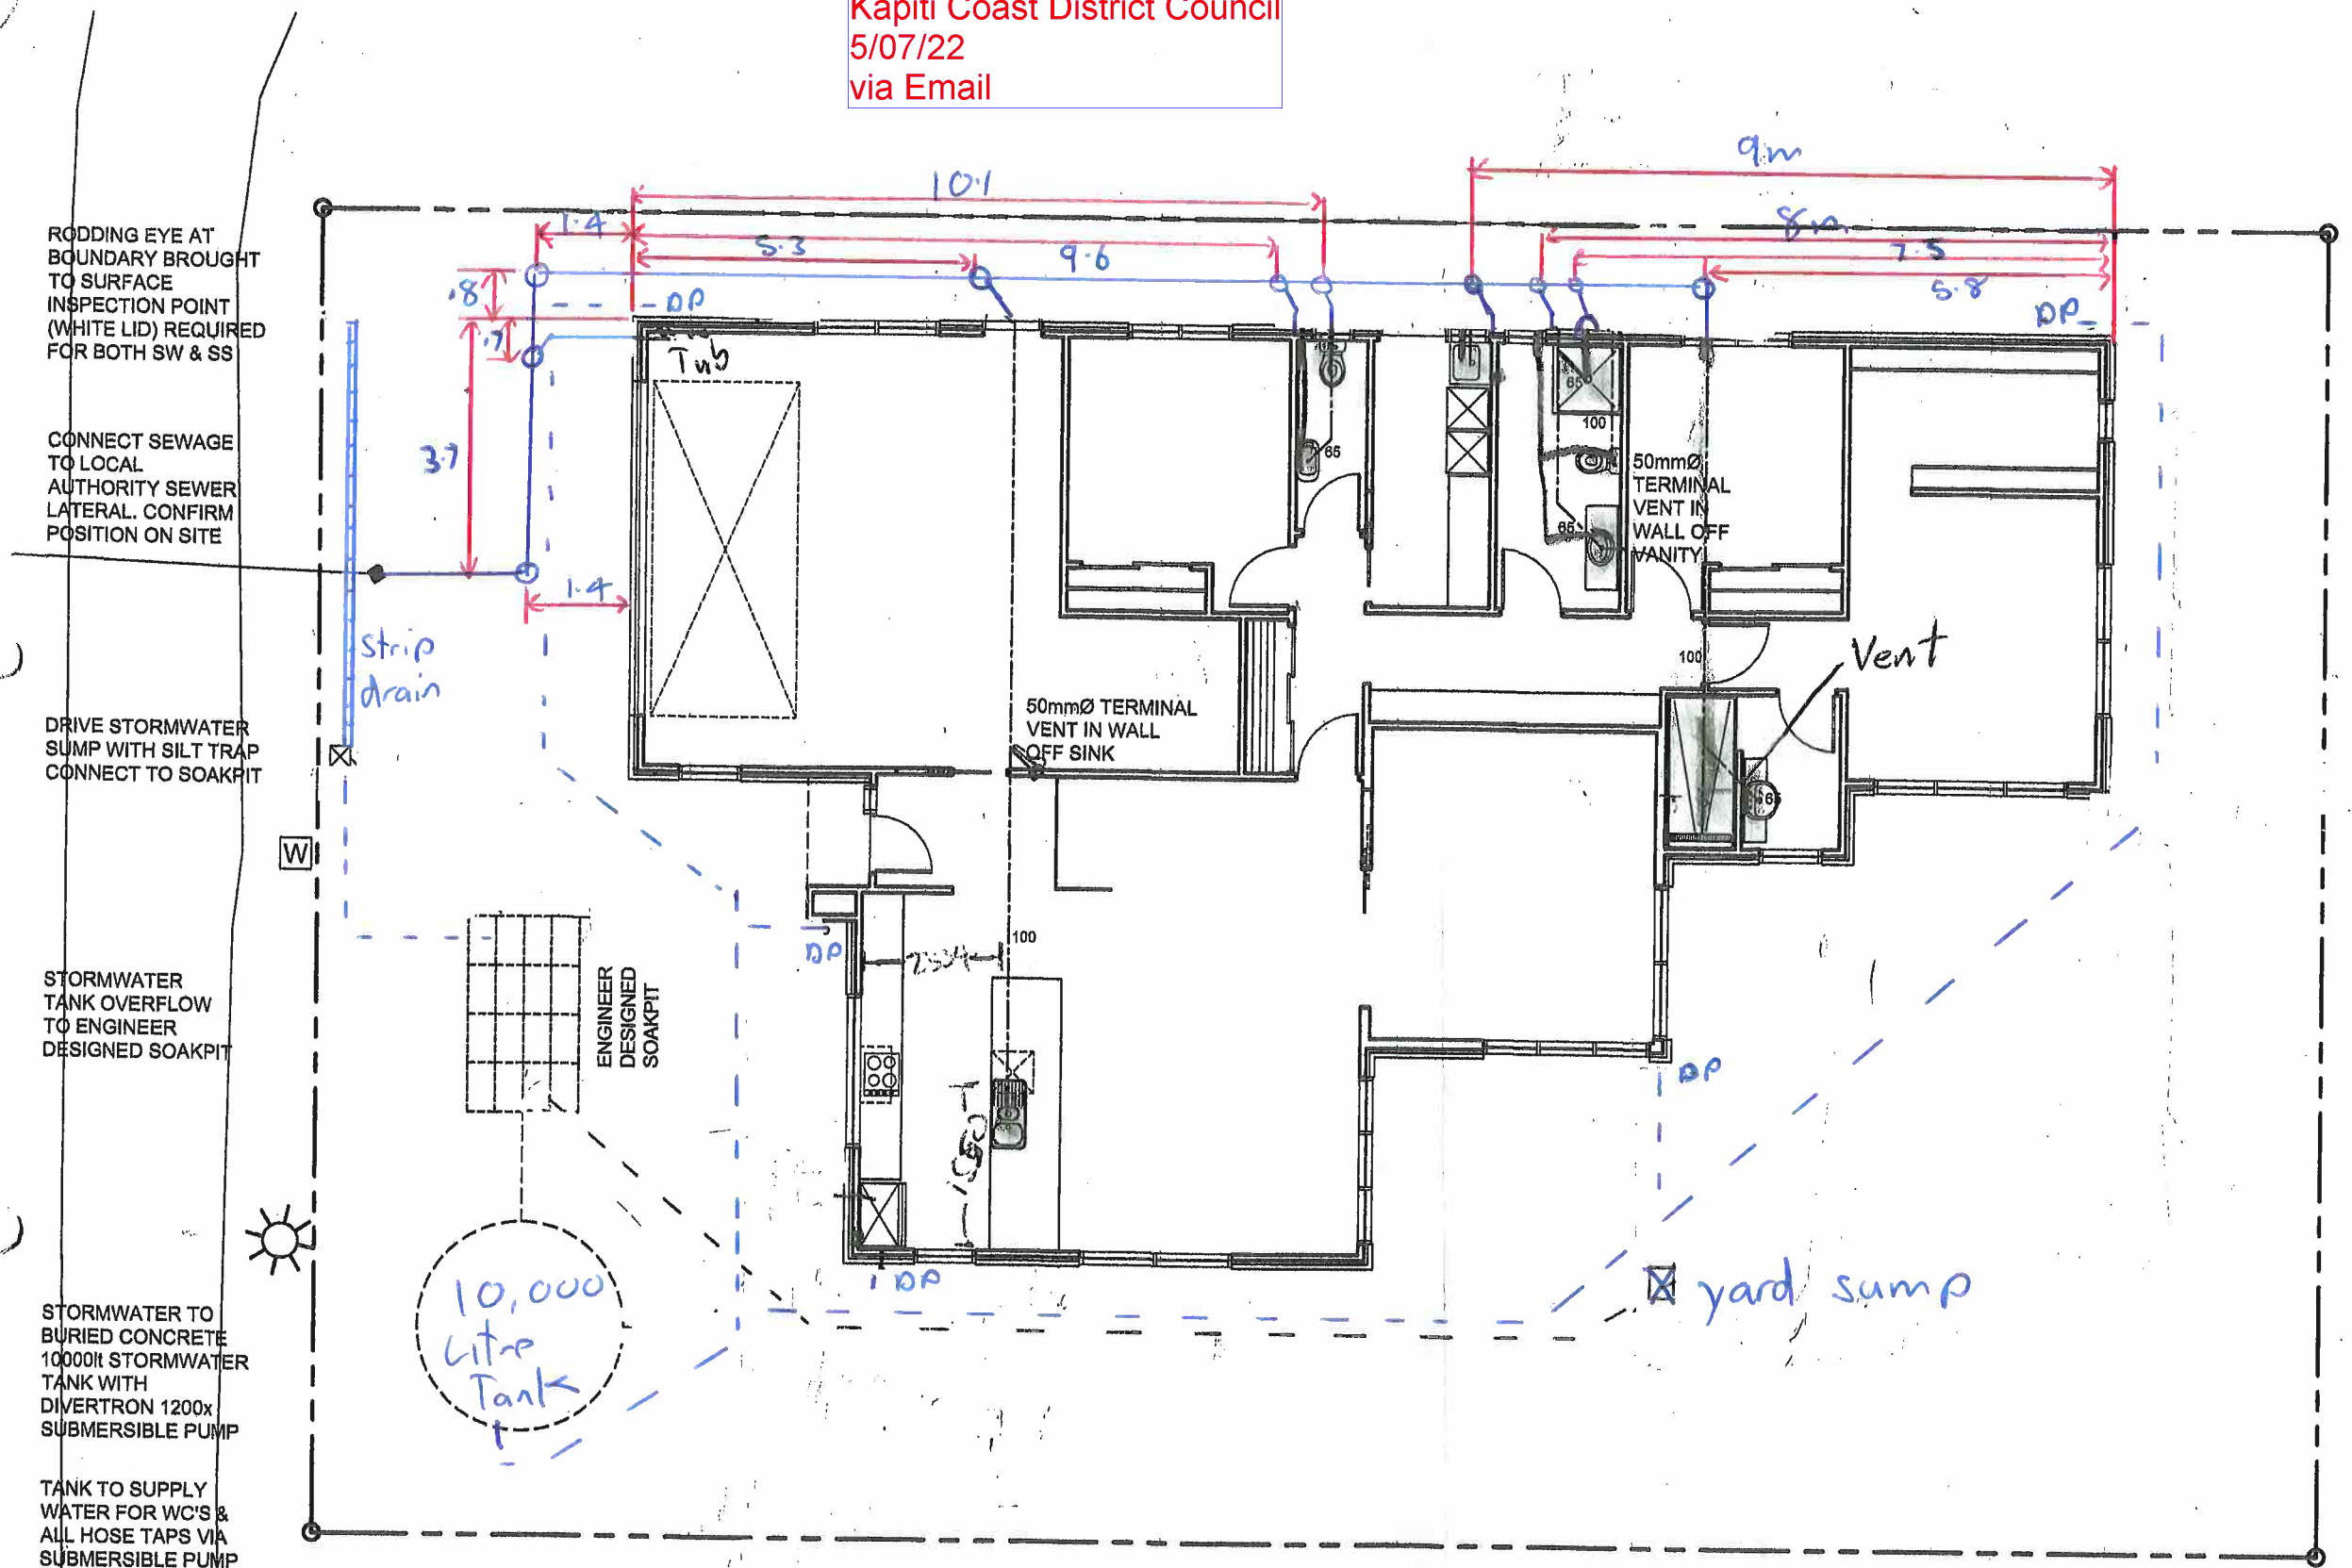 Kapiti Coast District Council
5/07/22
via Email
9m
10.1
8m
1.4
5.3
9.6
7.5
5.8
.8
DP
DP
.7
Tub
RODDING EYE AT
BOUNDARY BROUGHT
TO SURFACE
INSPECTION POINT
(WHITE LID) REQUIRED
FOR BOTH SW & SS
65
100
3.7
65
50mmØ
TERMINAL
VENT IN
WALL OFF
VANITY
65
CONNECT SEWAGE
TO LOCAL
AUTHORITY SEWER
LATERAL. CONFIRM
POSITION ON SITE
1.4
strip
drain
100
Vent
50mmØ TERMINAL
VENT IN WALL
OFF SINK
DRIVE STORMWATER
SUMP WITH SILT TRAP
CONNECT TO SOAKPIT
65
W
DP
100
STORMWATER
TANK OVERFLOW
TO ENGINEER
DESIGNED SOAKPIT
ENGINEER
DESIGNED
SOAKPIT
DP
DP
yard sump
10,000
Litre
Tank
STORMWATER TO
BURIED CONCRETE
10000lt STORMWATER
TANK WITH
DIVERTRON 1200x
SUBMERSIBLE PUMP
TANK TO SUPPLY
WATER FOR WC'S &
ALL HOSE TAPS VIA
SUBMERSIBLE PUMP